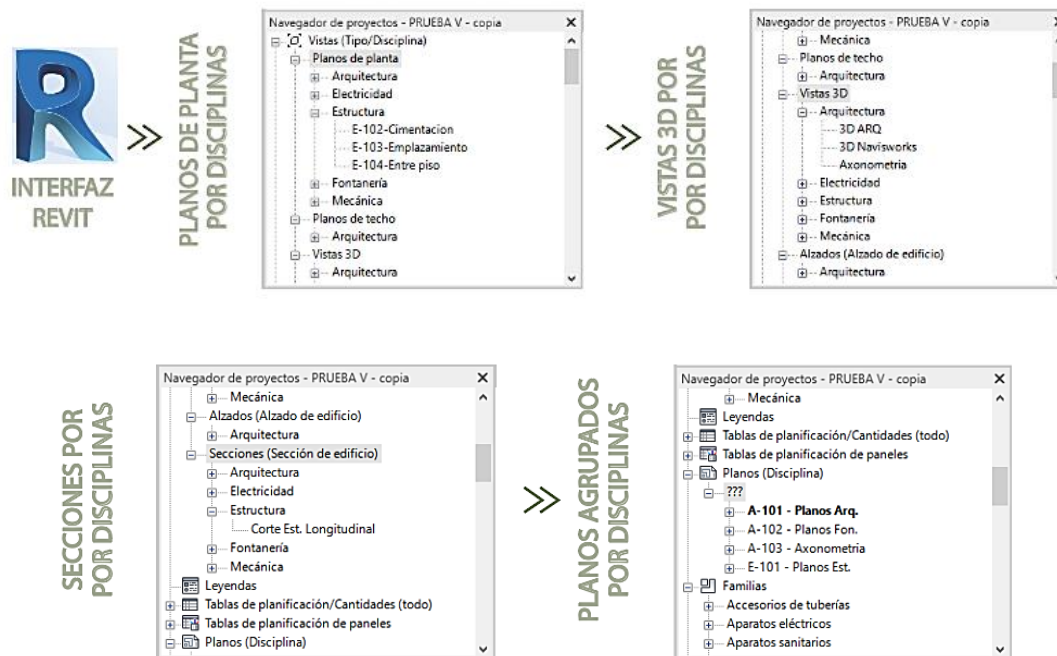 INTERFAZ
REVIT
PLANOS DE PLANTA
POR DISCIPLINAS
Navegador de proyectos - PRUEBA V - copia
Vistas (Tipo/Disciplina)
Planos de planta
Arquitectura
Electricidad
Estructura
E-102-Cimentacion
E-103-Emplazamiento
E-104-Entre piso
Fontanería
Mecánica
Planos de techo
Arquitectura
Vistas 3D
Arquitectura
VISTAS 3D POR
POR DISCIPLINAS
Navegador de proyectos - PRUEBA V - copia
Mecánica
Planos de techo
Arquitectura
Vistas 3D
Arquitectura
3D ARQ
3D Navisworks
Axonometria
Electricidad
Estructura
Fontanería
Mecánica
Alzados (Alzado de edificio)
Arquitectura
SECCIONES POR
POR DISCIPLINAS
Navegador de proyectos - PRUEBA V - copia
Mecánica
Alzados (Alzado de edificio)
Arquitectura
Secciones (Sección de edificio)
Arquitectura
Electricidad
Estructura
Corte Est. Longitudinal
Fontanería
Mecánica
Leyendas
Tablas de planificación/Cantidades (todo)
Tablas de planificación de paneles
Planos (Disciplina)
PLANOS AGRUPADOS
POR DISCIPLINAS
Navegador de proyectos - PRUEBA V - copia
Mecánica
Leyendas
Tablas de planificación/Cantidades (todo)
Tablas de planificación de paneles
Planos (Disciplina)
???
A-101 - Planos Arq.
A-102 - Planos Fon.
A-103 - Axonometria
E-101 - Planos Est.
Familias
Accesorios de tuberías
Aparatos eléctricos
Aparatos sanitarios